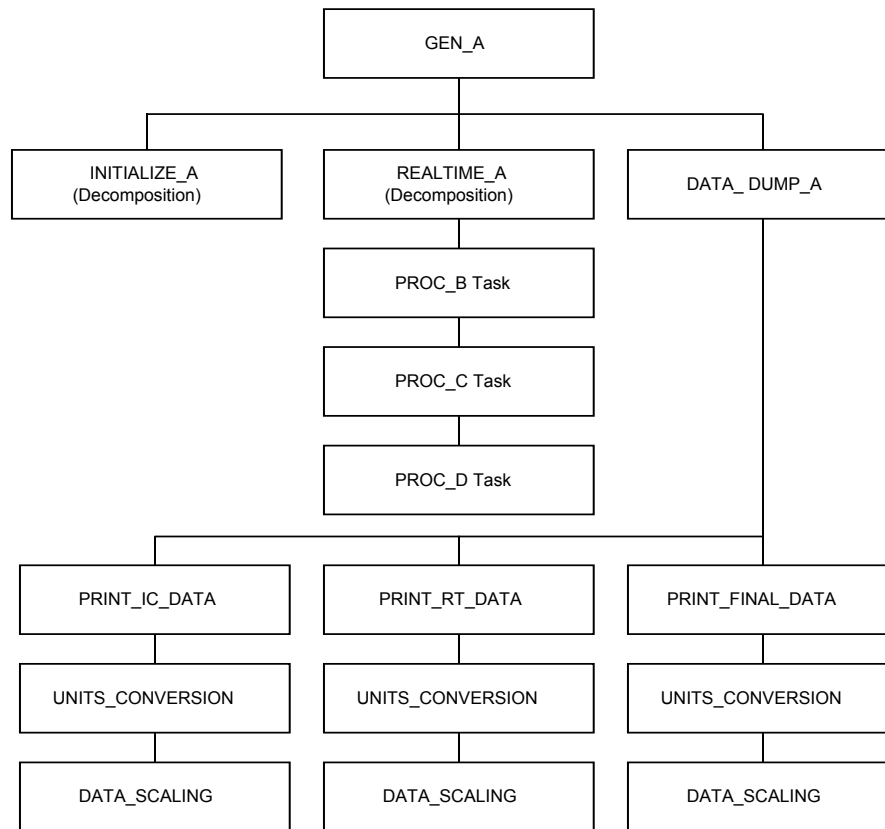 GEN_A
INITIALIZE_A
(Decomposition)
REALTIME_A
(Decomposition)
DATA_ DUMP_A
PROC_B Task
PROC_C Task
PROC_D Task
PRINT_IC_DATA
PRINT_RT_DATA
PRINT_FINAL_DATA
UNITS_CONVERSION
UNITS_CONVERSION
UNITS_CONVERSION
DATA_SCALING
DATA_SCALING
DATA_SCALING